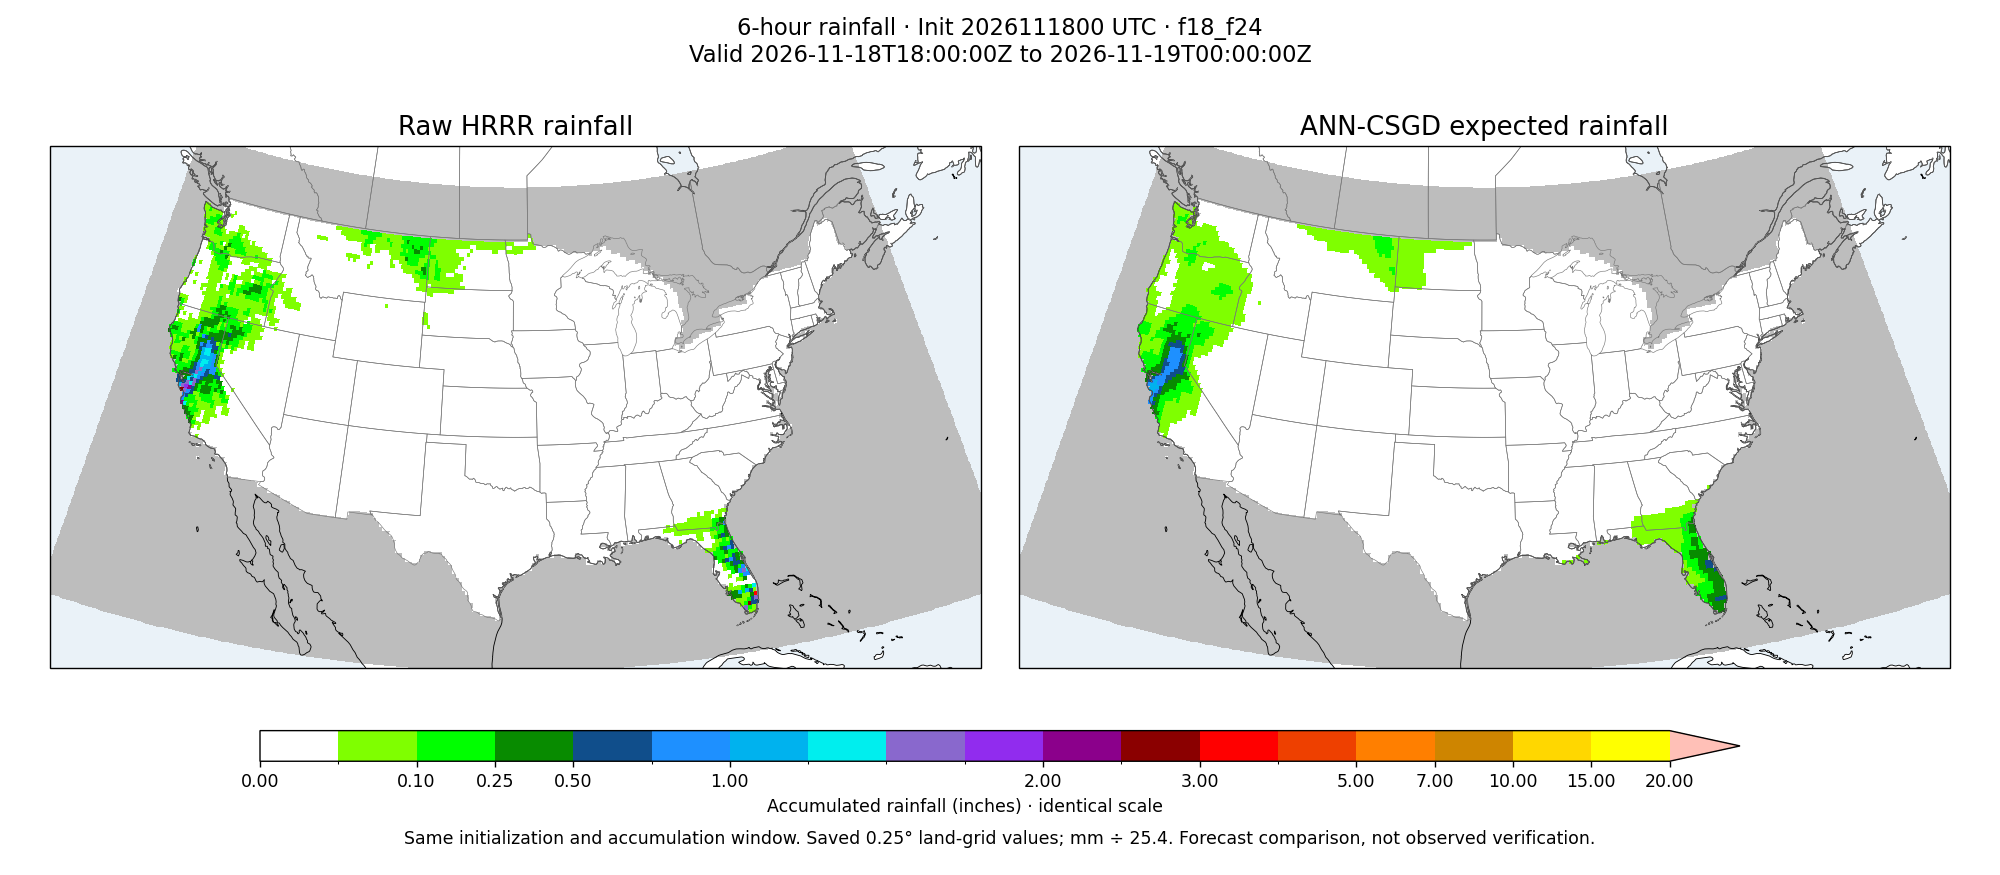 6-hour rainfall · Init 2026111800 UTC · f18_f24
Valid 2026-11-18T18:00:00Z to 2026-11-19T00:00:00Z
Raw HRRR rainfall
ANN-CSGD expected rainfall
0.00 0.10 0.25 0.50 1.00 2.00 3.00 5.00 7.00 10.00 15.00 20.00
Accumulated rainfall (inches) · identical scale
Same initialization and accumulation window. Saved 0.25° land-grid values; mm ÷ 25.4. Forecast comparison, not observed verification.